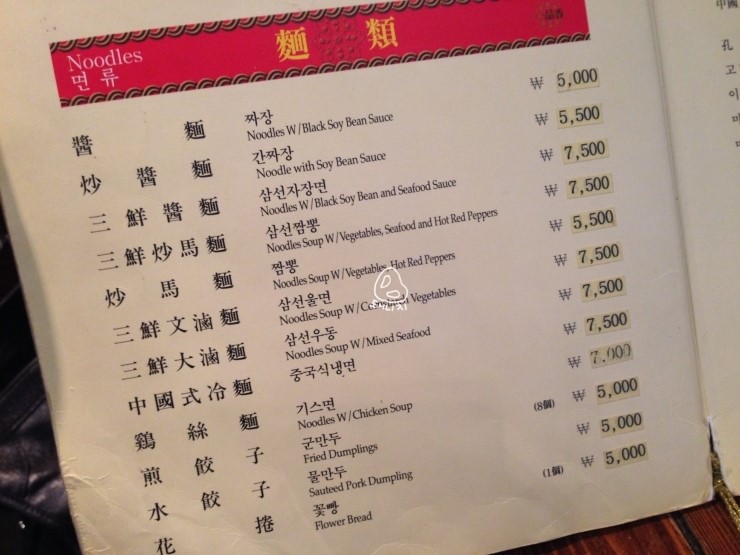 Noodles
면 류
麵 類
醬 麵 짜장 ₩ 5,000
Noodles W/Black Soy Bean Sauce
炒 醬 麵 간짜장 ₩ 5,500
Noodle with Soy Bean Sauce
三 鮮 醬 麵 삼선자장면 ₩ 7,500
Noodles W/Black Soy Bean and Seafood Sauce
三 鮮 炒 馬 麵 삼선짬뽕 ₩ 7,500
Noodles Soup W/Vegetables, Seafood and Hot Red Peppers
炒 馬 麵 짬뽕 ₩ 5,500
Noodles Soup W/Vegetables, Hot Red Peppers
三 鮮 文 滷 麵 삼선울면 ₩ 7,500
Noodles Soup W/ Vegetables
三 鮮 大 滷 麵 삼선우동 ₩ 7,500
Noodles Soup W/Mixed Seafood
中 國 式 冷 麵 중국식냉면 ₩ 7,500
鷄 絲 麵 기스면 ₩ 7,000
Noodles W/Chicken Soup
煎 餃 子 군만두 (8個) ₩ 5,000
Fried Dumplings
水 餃 子 물만두 ₩ 5,000
Sauteed Pork Dumpling
花 捲 꽃빵 (1個) ₩ 5,000
Flower Bread
中國
孔
고
이